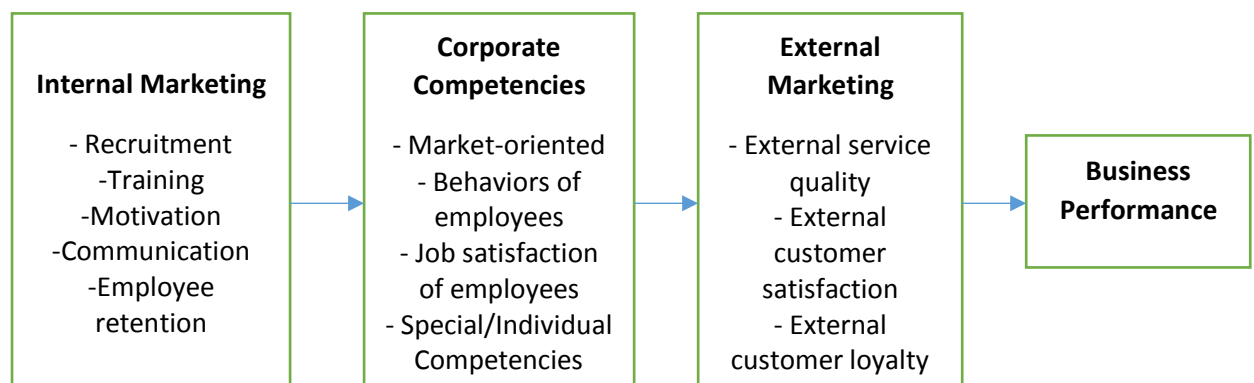 Internal Marketing
- Recruitment
-Training
-Motivation
-Communication
-Employee
retention
Corporate
Competencies
- Market-oriented
- Behaviors of
employees
- Job satisfaction
of employees
- Special/Individual
Competencies
External
Marketing
- External service
quality
- External
customer
satisfaction
- External
customer loyalty
Business
Performance